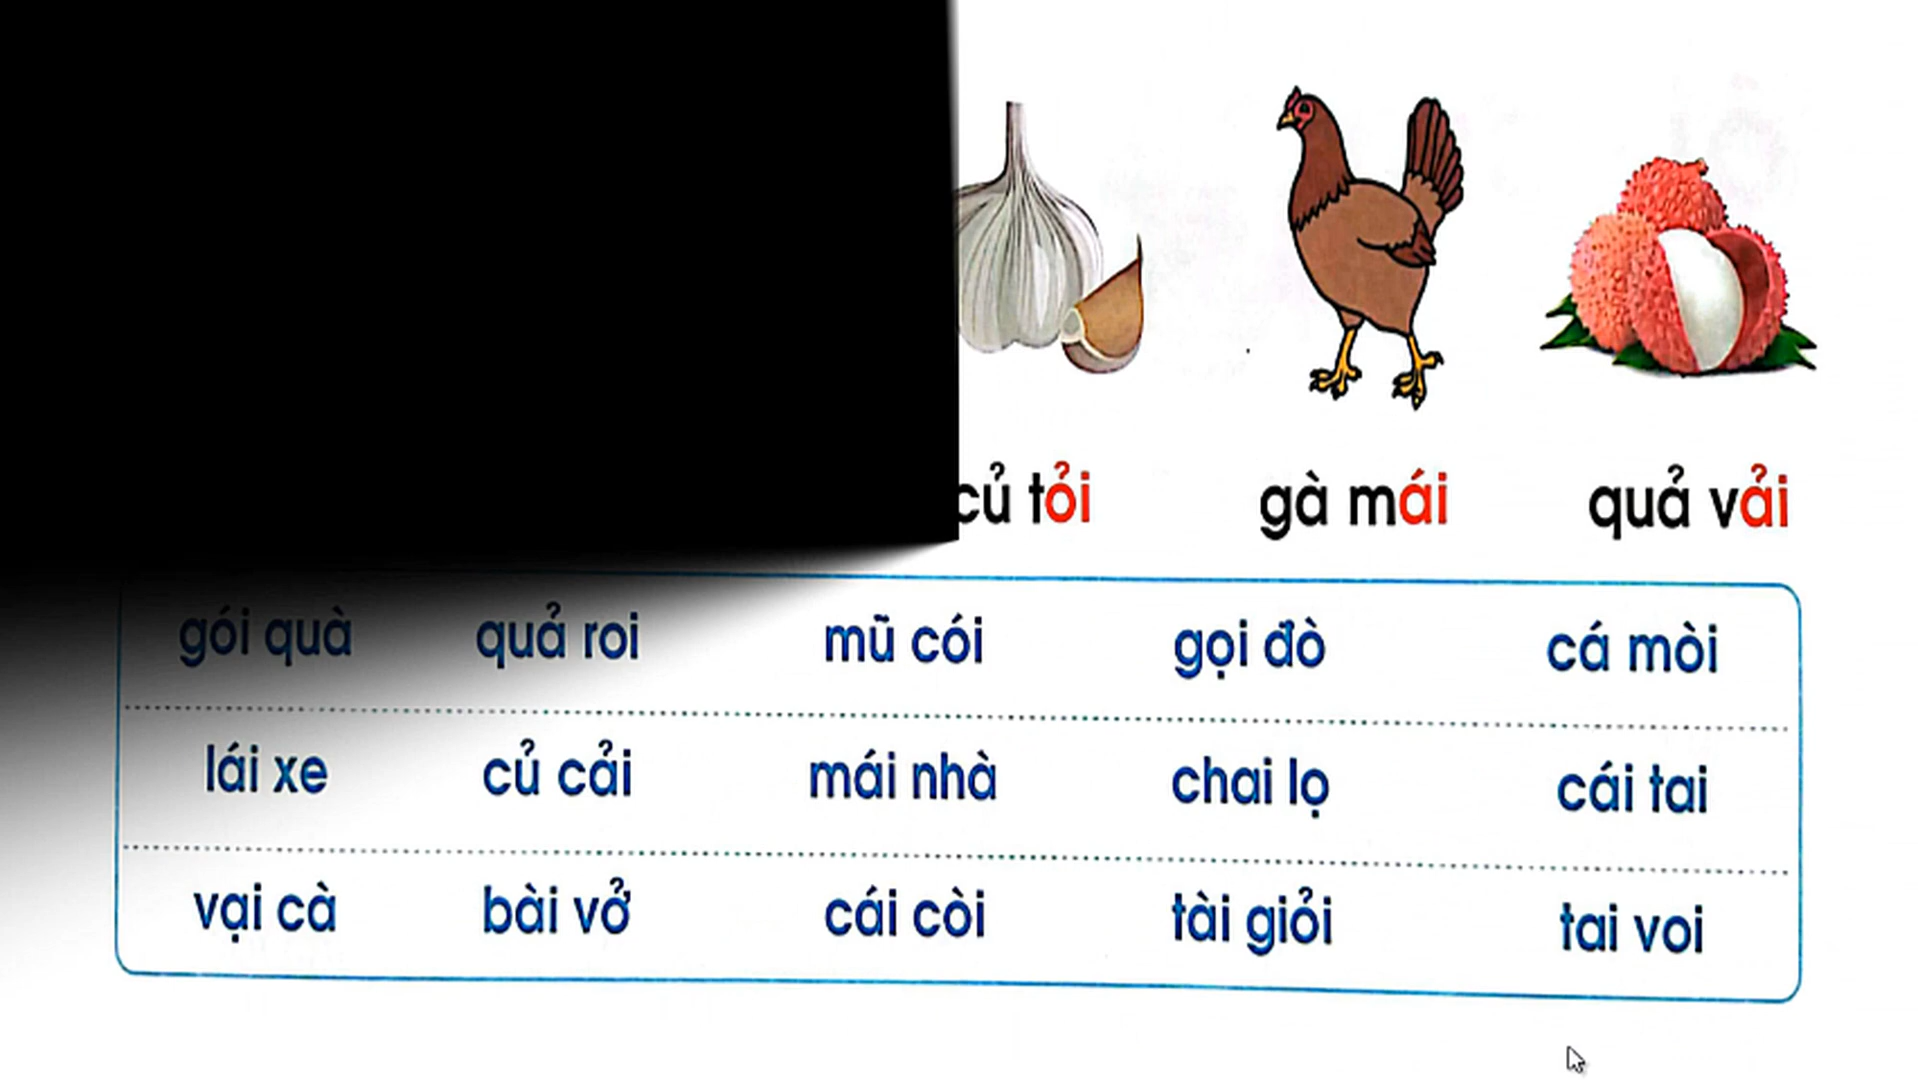 củ tỏi gà mái quả vải
gói quà quả roi mũ cói gọi đò cá mòi
lái xe củ cải mái nhà chai lọ cái tai
vại cà bài vở cái còi tài giỏi tai voi